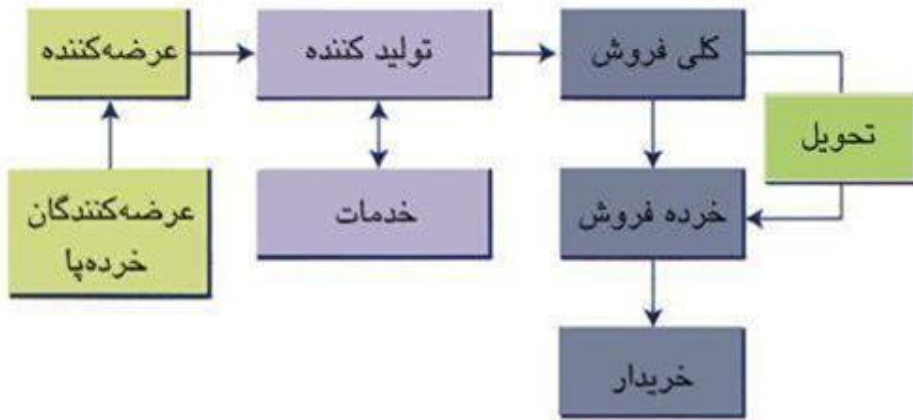 عرضه‌کننده
تولید کننده
کلی فروش
تحویل
عرضه‌کنندگان
خرده‌پا
خدمات
خرده فروش
خریدار